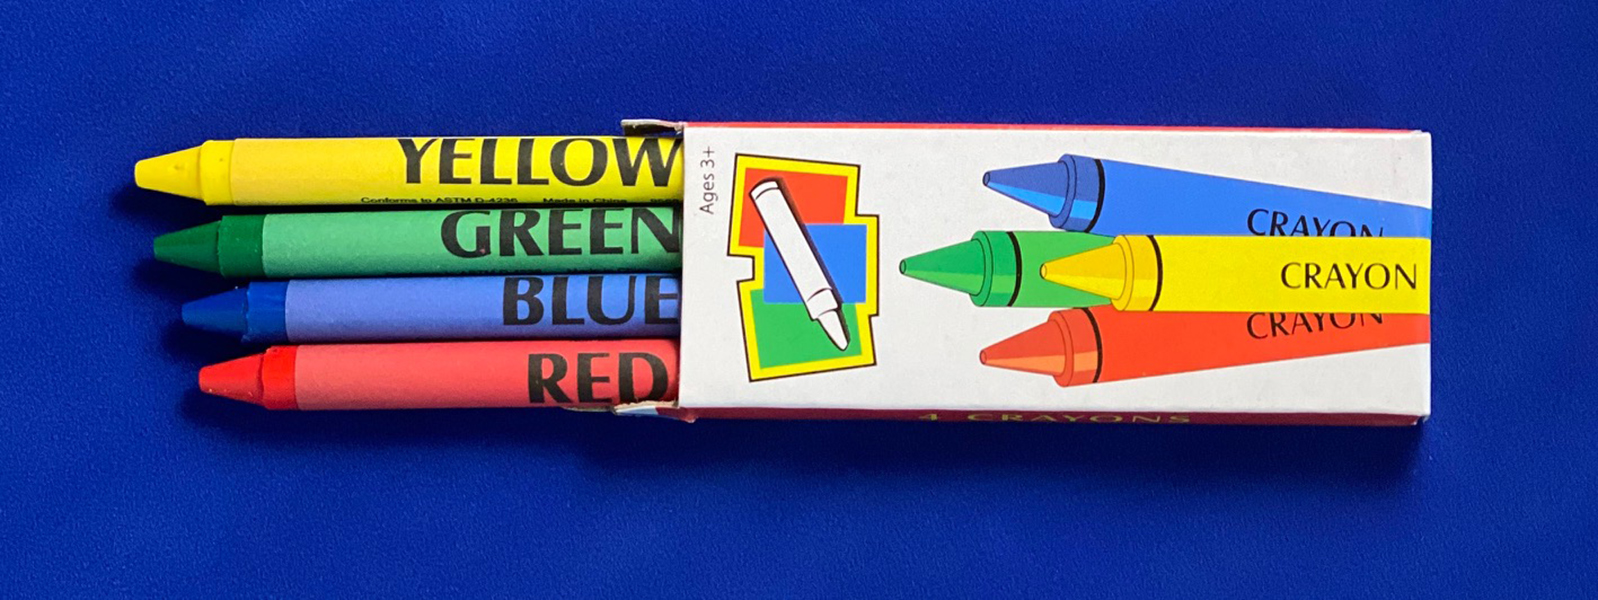 YELLOW
Conforms to ASTM D-4236 Made in China
GREEN
BLUE
RED
Ages 3+
CRAYON
CRAYON
CRAYON
4 CRAYONS